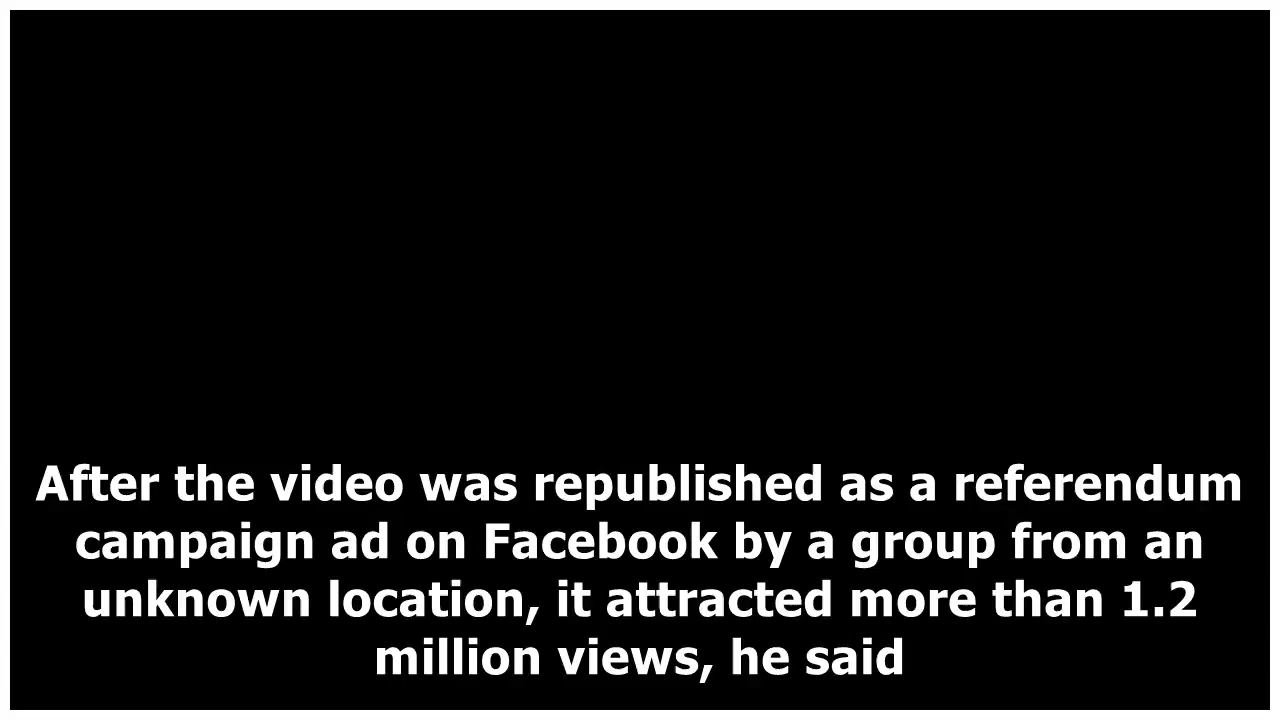 After the video was republished as a referendum
campaign ad on Facebook by a group from an
unknown location, it attracted more than 1.2
million views, he said